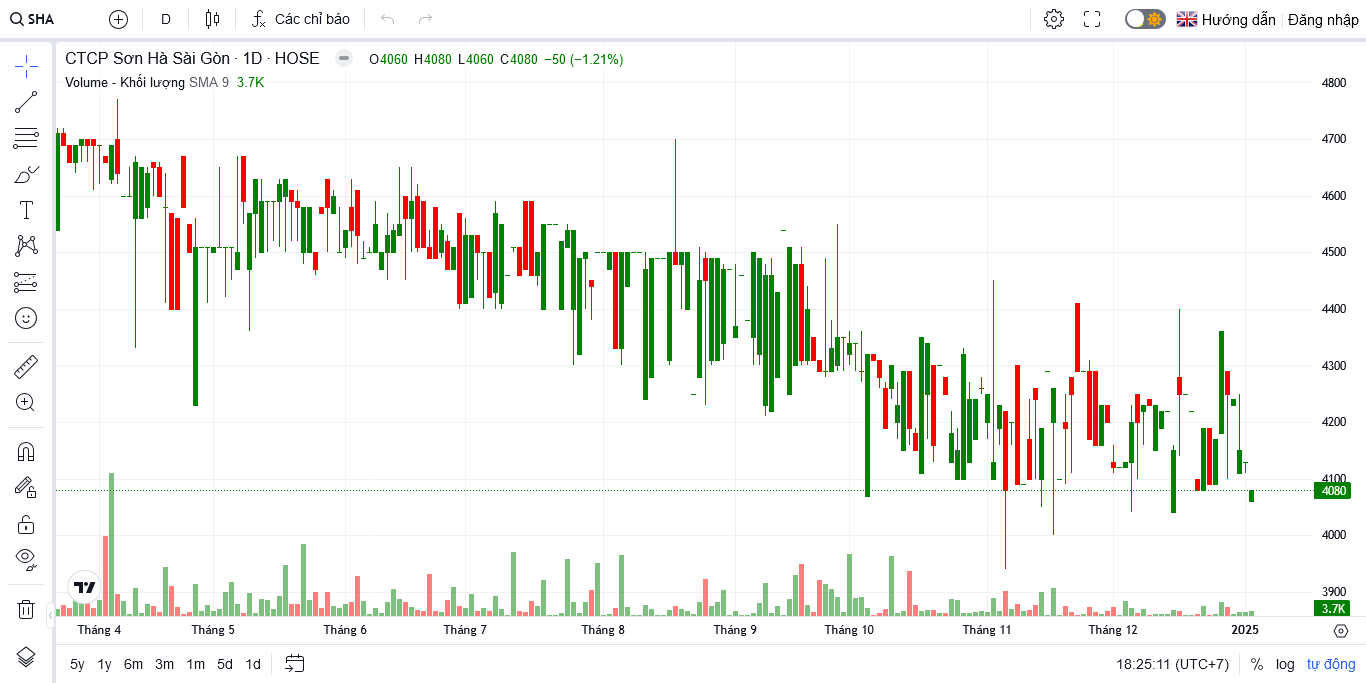 SHA
D
Các chỉ báo
Hướng dẫn
Đăng nhập
CTCP Sơn Hà Sài Gòn · 1D · HOSE
O4060 H4080 L4060 C4080 −50 (−1.21%)
Volume - Khối lượng SMA 9 3.7K
4800
4700
4600
4500
4400
4300
4200
4100
4080
4000
3900
3.7K
Tháng 4 Tháng 5 Tháng 6 Tháng 7 Tháng 8 Tháng 9 Tháng 10 Tháng 11 Tháng 12 2025
5y 1y 6m 3m 1m 5d 1d
18:25:11 (UTC+7) % log tự động